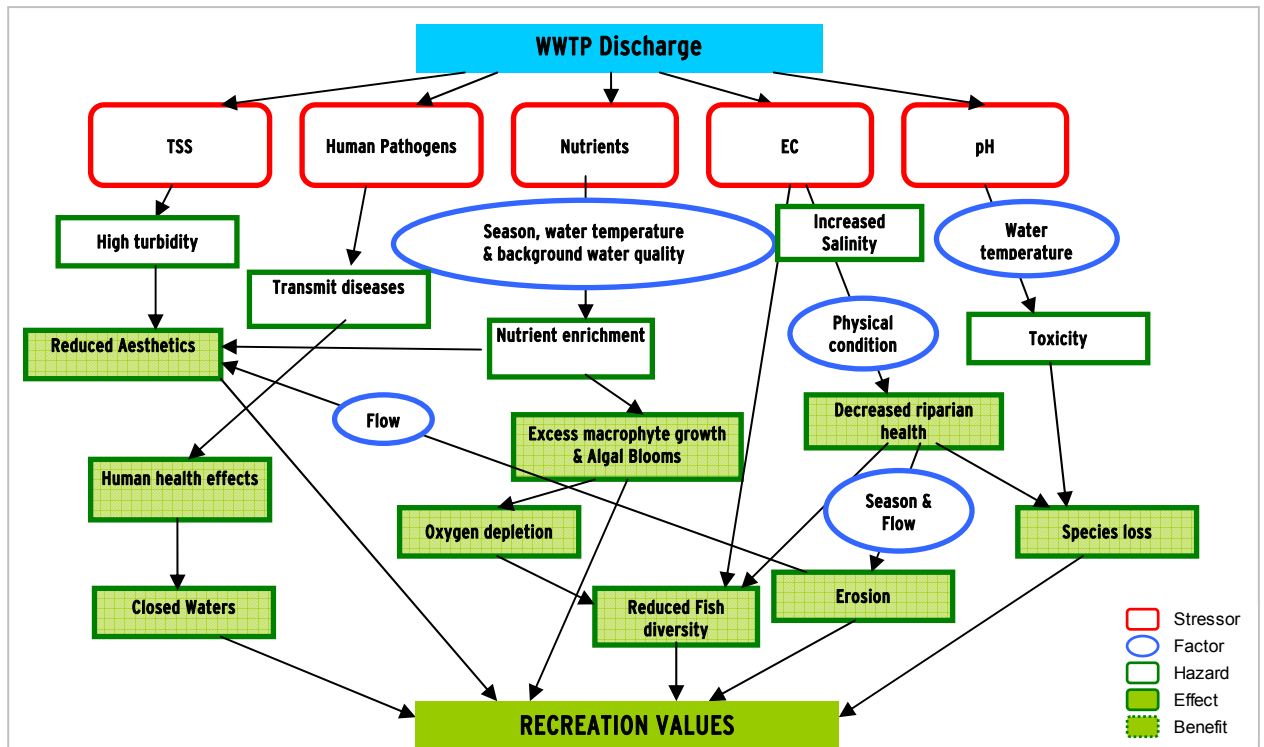 WWTP Discharge
TSS
Human Pathogens
Nutrients
EC
pH
High turbidity
Season, water temperature
& background water quality
Increased
Salinity
Water
temperature
Transmit diseases
Reduced Aesthetics
Nutrient enrichment
Physical
condition
Toxicity
Flow
Excess macrophyte growth
& Algal Blooms
Decreased riparian
health
Human health effects
Oxygen depletion
Season &
Flow
Species loss
Closed Waters
Reduced Fish
diversity
Erosion
RECREATION VALUES
Stressor
Factor
Hazard
Effect
Benefit